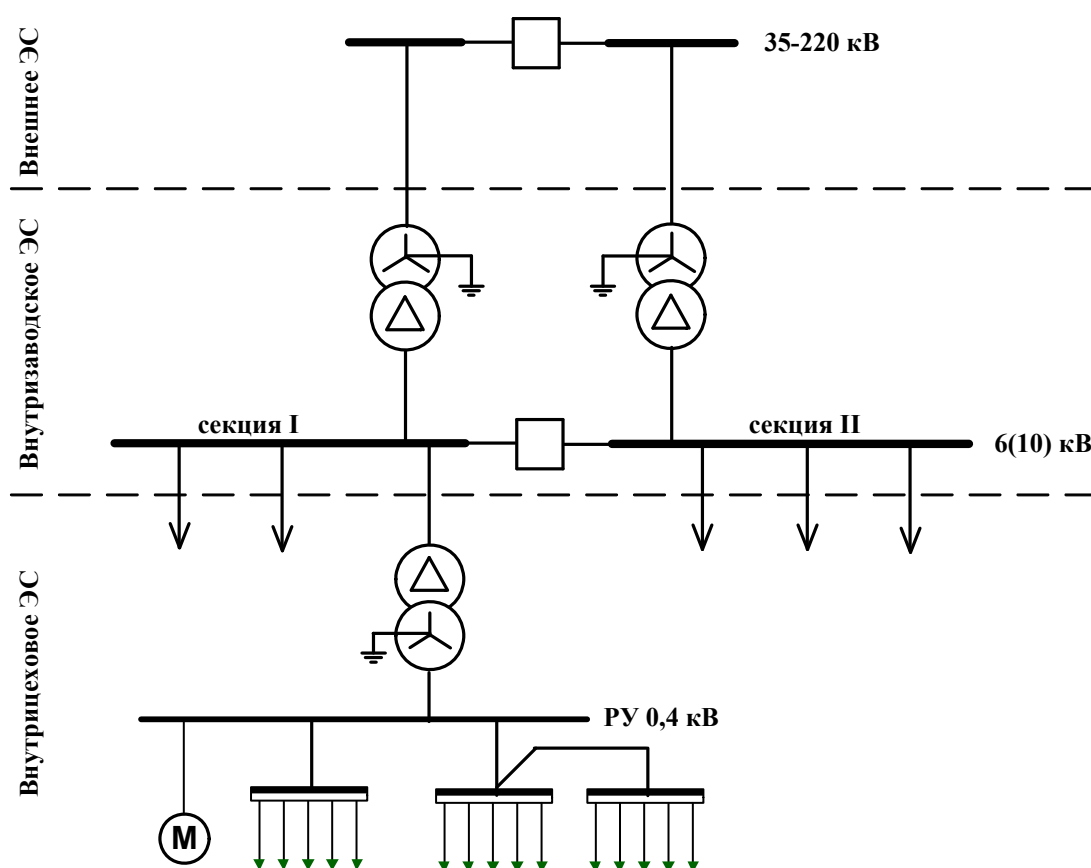 35-220 кВ
Внешнее ЭС
Внутризаводское ЭС
секция I
секция II
6(10) кВ
Внутрицеховое ЭС
РУ 0,4 кВ
М